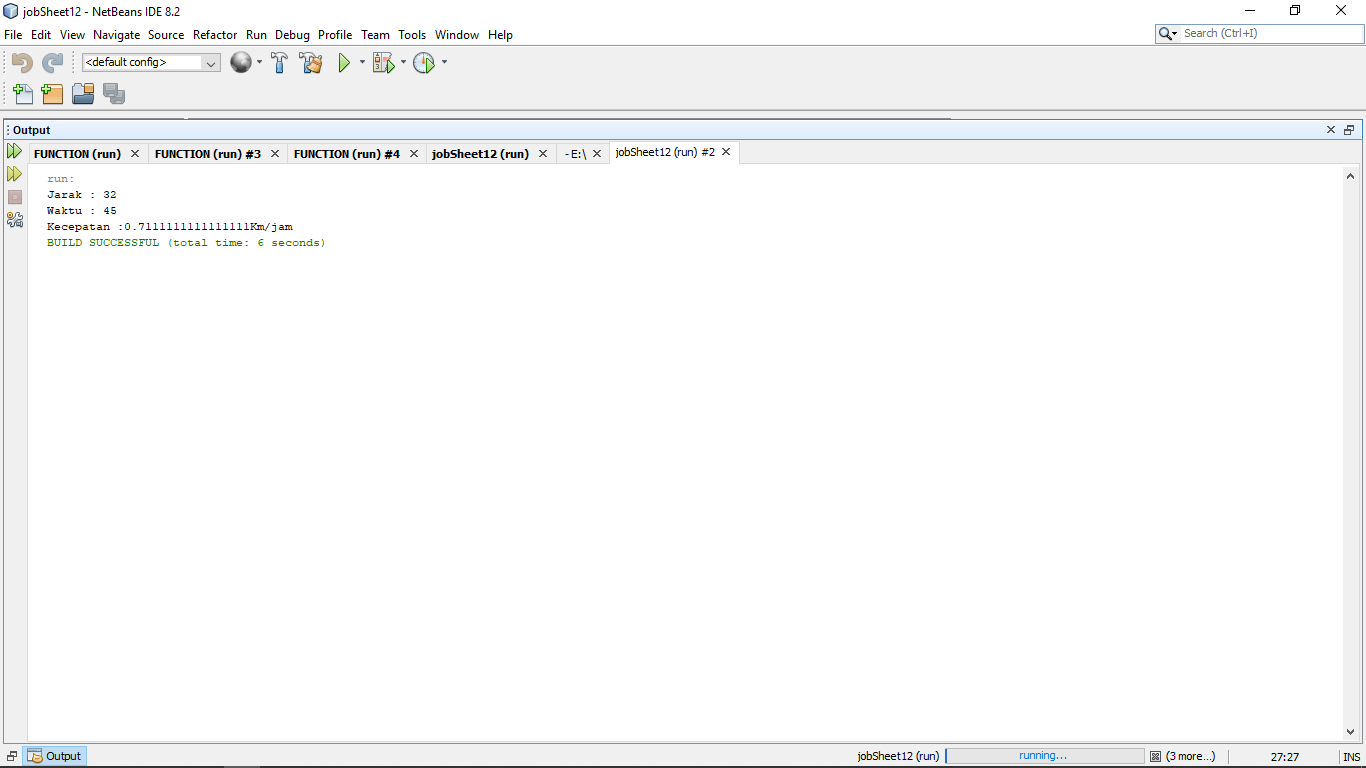 jobSheet12 - NetBeans IDE 8.2
File Edit View Navigate Source Refactor Run Debug Profile Team Tools Window Help
Search (Ctrl+I)
<default config>
Output
FUNCTION (run) FUNCTION (run) #3 FUNCTION (run) #4 jobSheet12 (run) - E:\ jobSheet12 (run) #2
run:
Jarak : 32
Waktu : 45
Kecepatan :0.7111111111111111Km/jam
BUILD SUCCESSFUL (total time: 6 seconds)
Output jobSheet12 (run) running... (3 more...) 27:27 INS